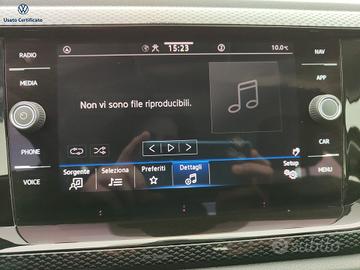 Usato Certificato
RADIO
MEDIA
PHONE
VOICE
15:23
10.0°C
Non vi sono file riproducibili.
Sorgente
Seleziona
Preferiti
Dettagli
Setup
NAV
APP
CAR
MENU
subito